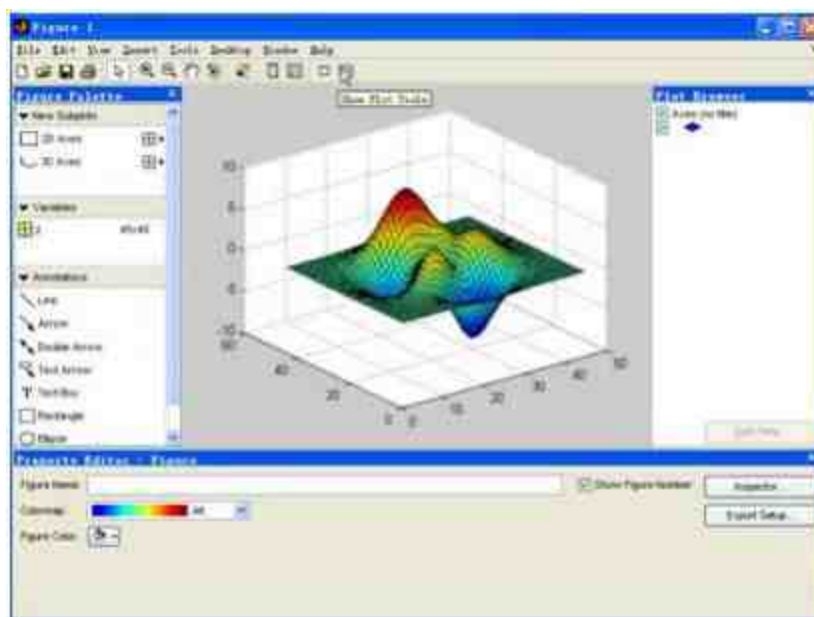 Figure 1
File Edit View Insert Tools Desktop Window Help
Show Plot Tools
Figure Palette
New Subplots
2D Axes
3D Axes
Variables
z
Annotations
Line
Arrow
Double Arrow
Text Arrow
Text Box
Rectangle
Ellipse
10
5
0
-5
-10
60
40
20
0
0
10
20
30
40
50
Plot Browser
Axes (no title)
Property Editor - Figure
Figure Name:
Show Figure Number
Inspector...
Colormap:
Export Setup...
Figure Color: